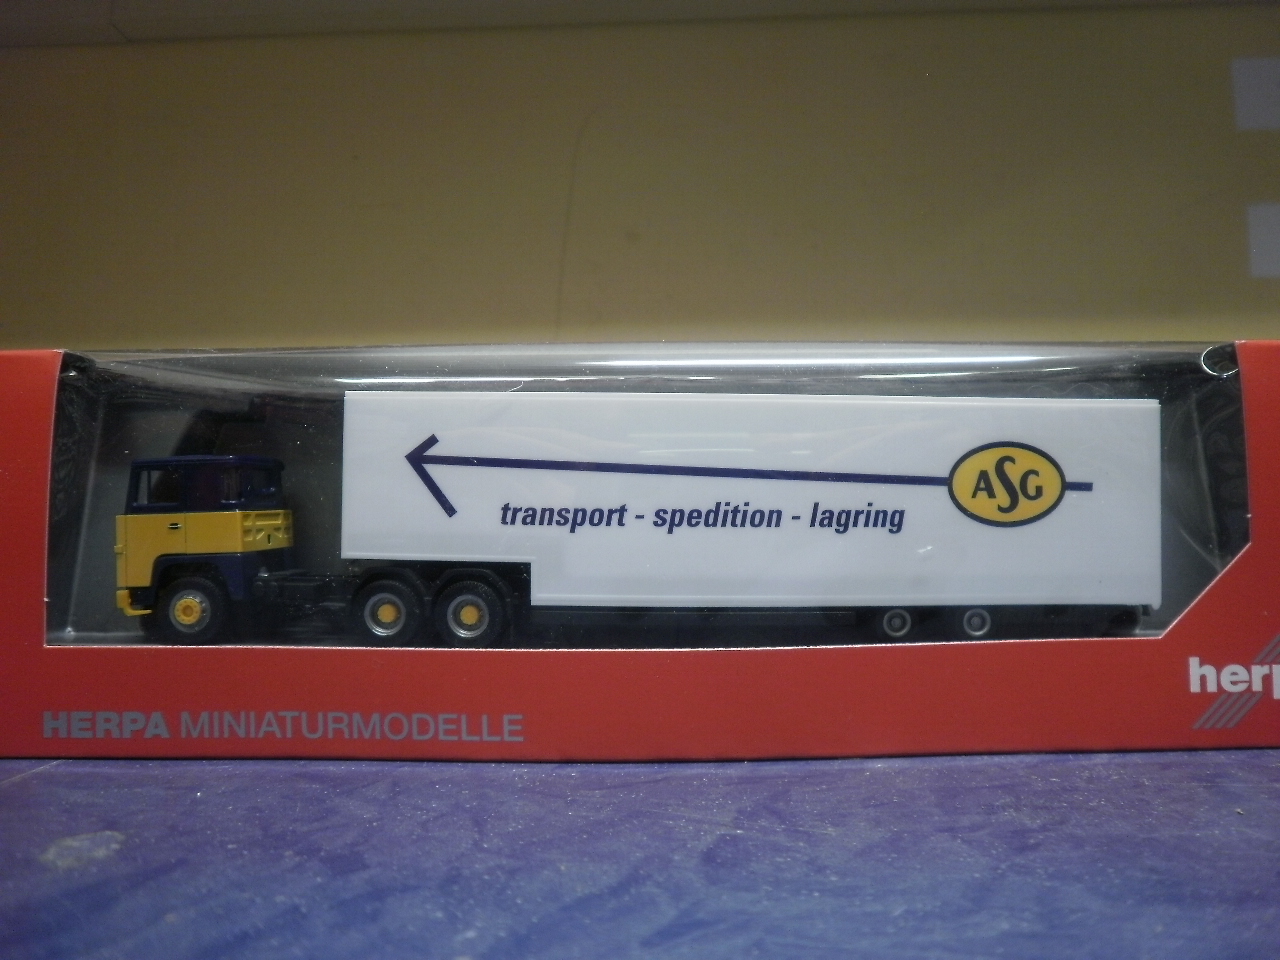 ASG
transport - spedition - lagring
herp
HERPA MINIATURMODELLE